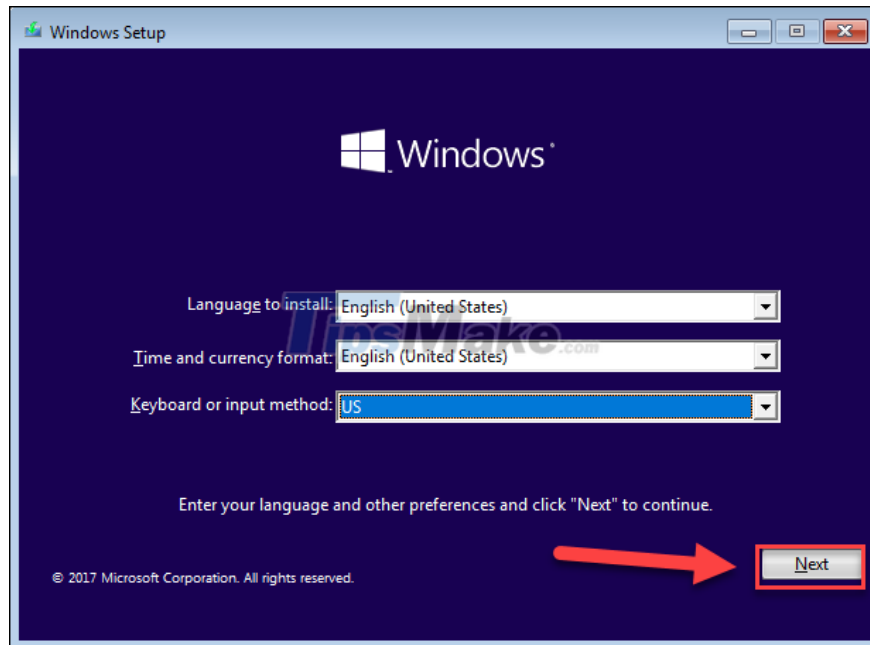 Windows Setup
Windows
Language to install: English (United States)
TipsMake.com
Time and currency format: English (United States)
Keyboard or input method: US
Enter your language and other preferences and click "Next" to continue.
Next
© 2017 Microsoft Corporation. All rights reserved.